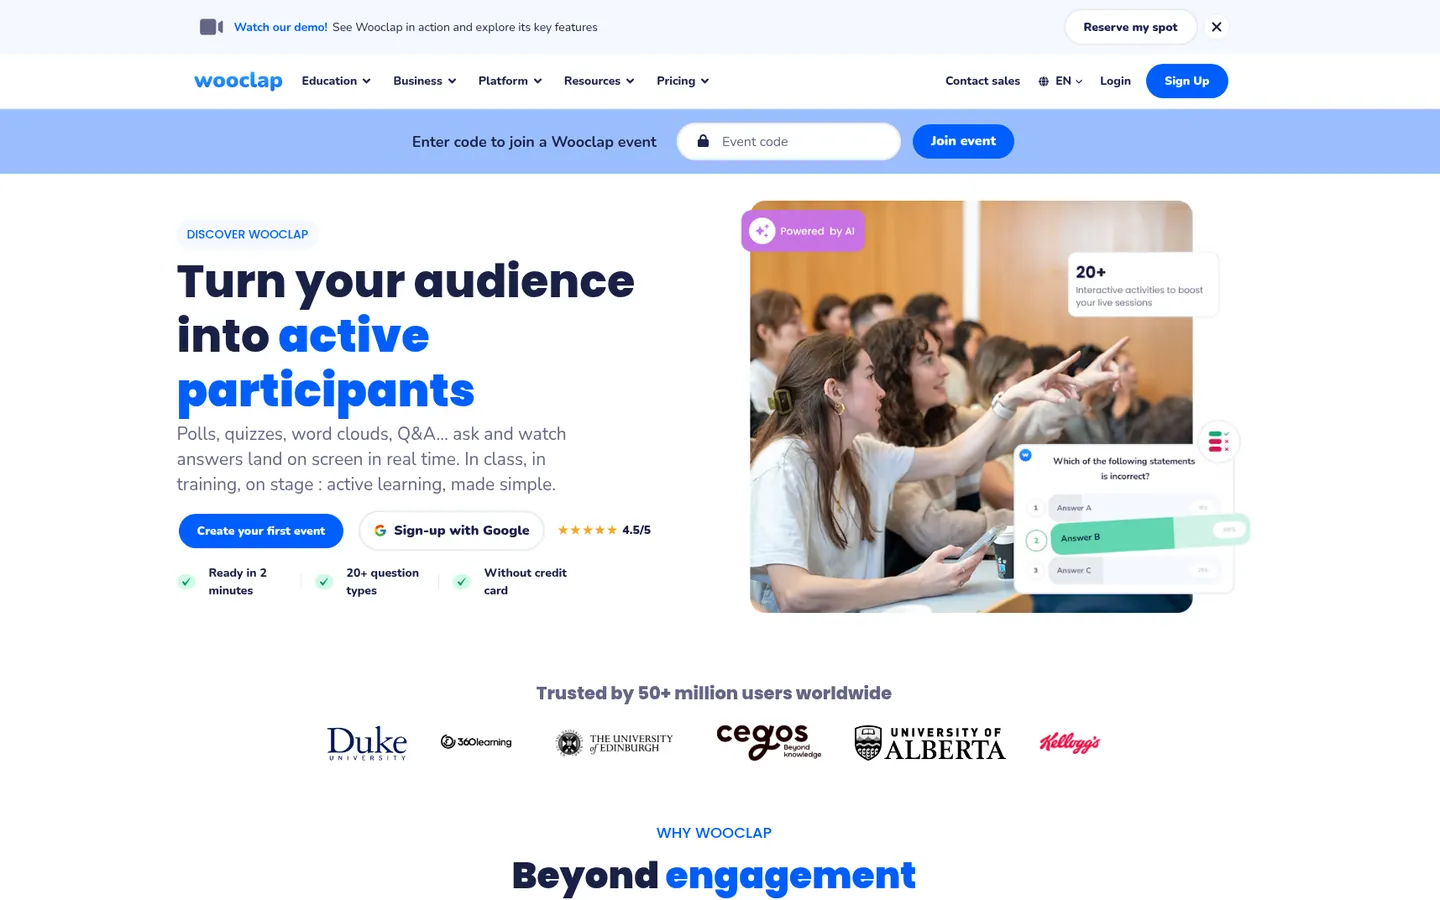 Watch our demo! See Wooclap in action and explore its key features
Reserve my spot
wooclap
Education
Business
Platform
Resources
Pricing
Contact sales
EN
Login
Sign Up
Enter code to join a Wooclap event
Event code
Join event
DISCOVER WOOCLAP
Turn your audience
into active
participants
Polls, quizzes, word clouds, Q&A... ask and watch
answers land on screen in real time. In class, in
training, on stage : active learning, made simple.
Create your first event
Sign-up with Google
4.5/5
Ready in 2
minutes
20+ question
types
Without credit
card
Powered by AI
20+
Interactive activities to boost
your live sessions
w
Which of the following statements
is incorrect?
1 Answer A
2 Answer B
3 Answer C
Trusted by 50+ million users worldwide
Duke
UNIVERSITY
360learning
THE UNIVERSITY
of EDINBURGH
cegos
Beyond
knowledge
UNIVERSITY OF
ALBERTA
Kellogg's
WHY WOOCLAP
Beyond engagement